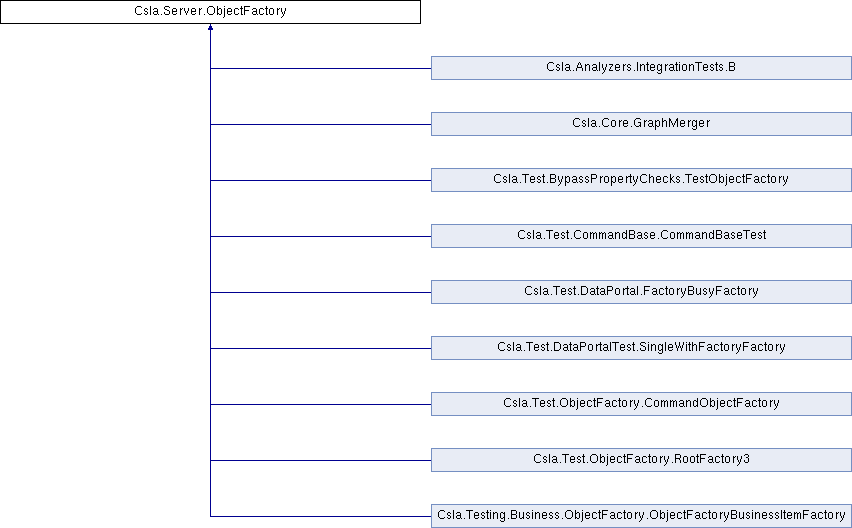 Csla.Server.ObjectFactory
Csla.Analyzers.IntegrationTests.B
Csla.Core.GraphMerger
Csla.Test.BypassPropertyChecks.TestObjectFactory
Csla.Test.CommandBase.CommandBaseTest
Csla.Test.DataPortal.FactoryBusyFactory
Csla.Test.DataPortalTest.SingleWithFactoryFactory
Csla.Test.ObjectFactory.CommandObjectFactory
Csla.Test.ObjectFactory.RootFactory3
Csla.Testing.Business.ObjectFactory.ObjectFactoryBusinessItemFactory